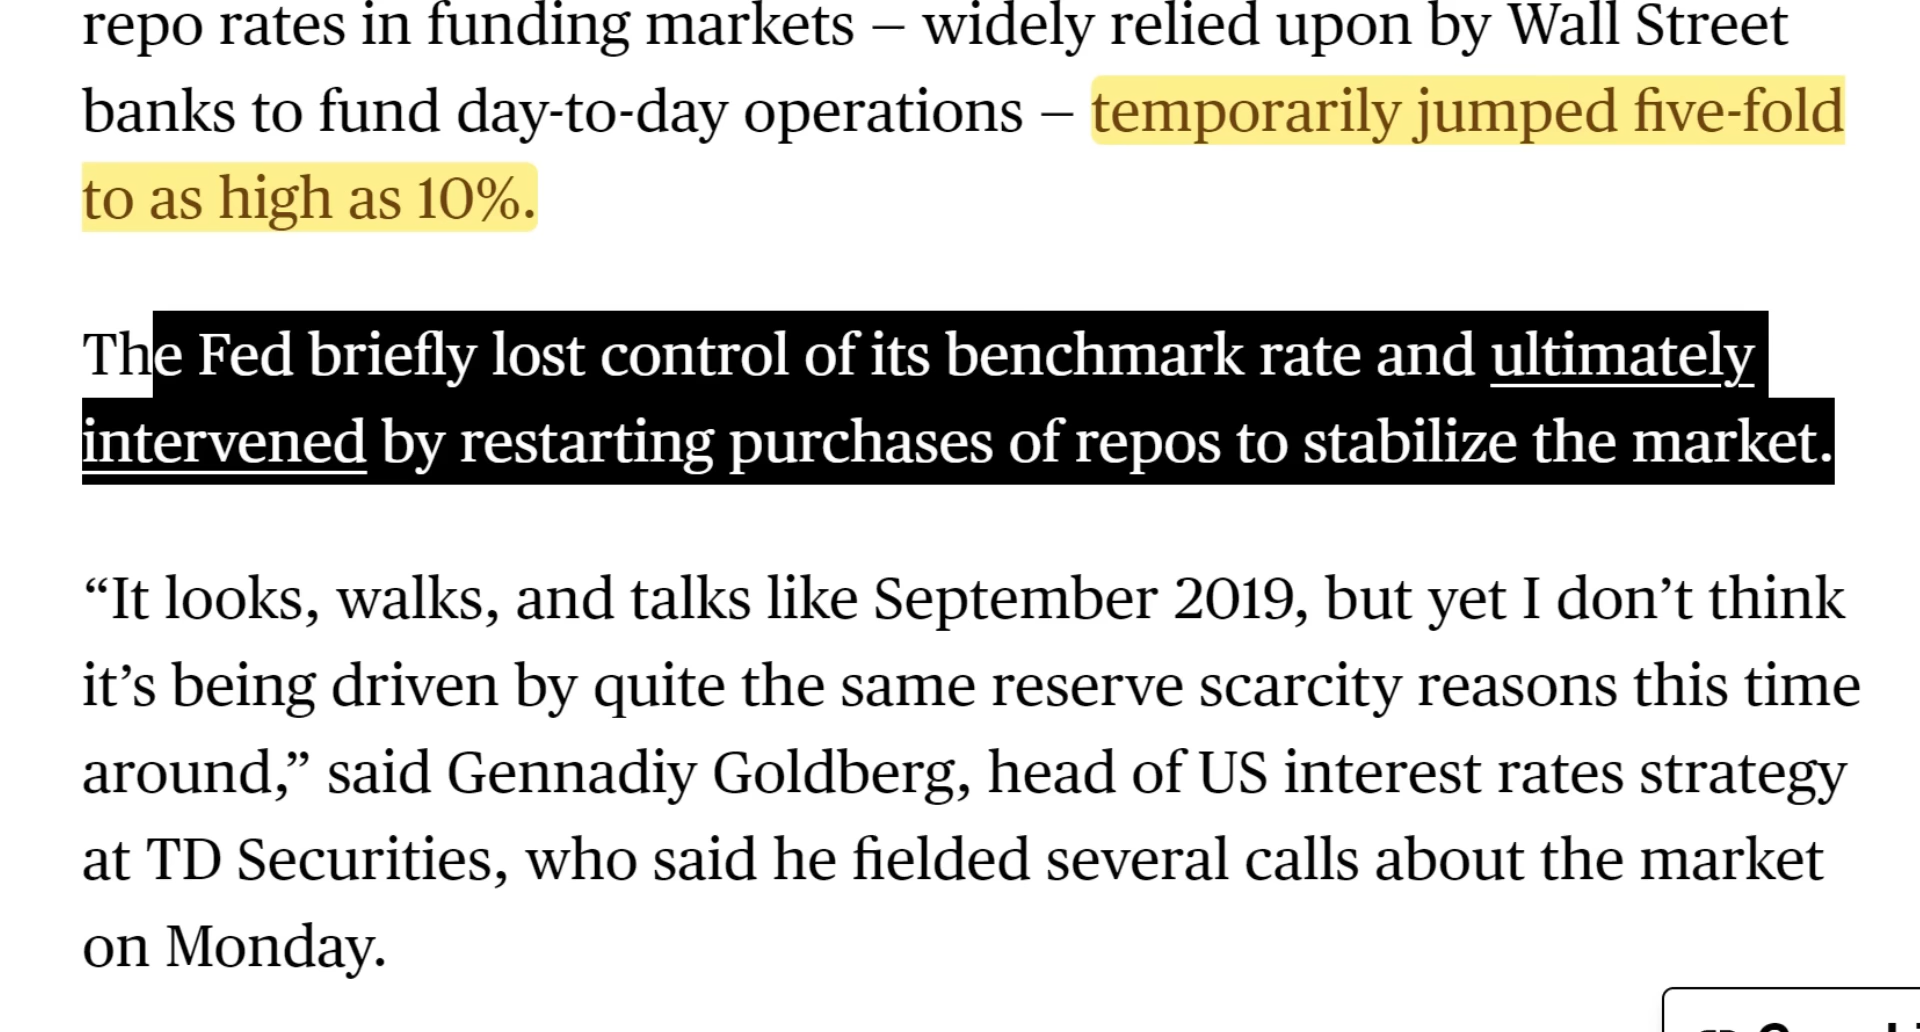 repo rates in funding markets – widely relied upon by Wall Street
banks to fund day-to-day operations – temporarily jumped five-fold
to as high as 10%.
The Fed briefly lost control of its benchmark rate and ultimately
intervened by restarting purchases of repos to stabilize the market.
“It looks, walks, and talks like September 2019, but yet I don’t think
it’s being driven by quite the same reserve scarcity reasons this time
around,” said Gennadiy Goldberg, head of US interest rates strategy
at TD Securities, who said he fielded several calls about the market
on Monday.